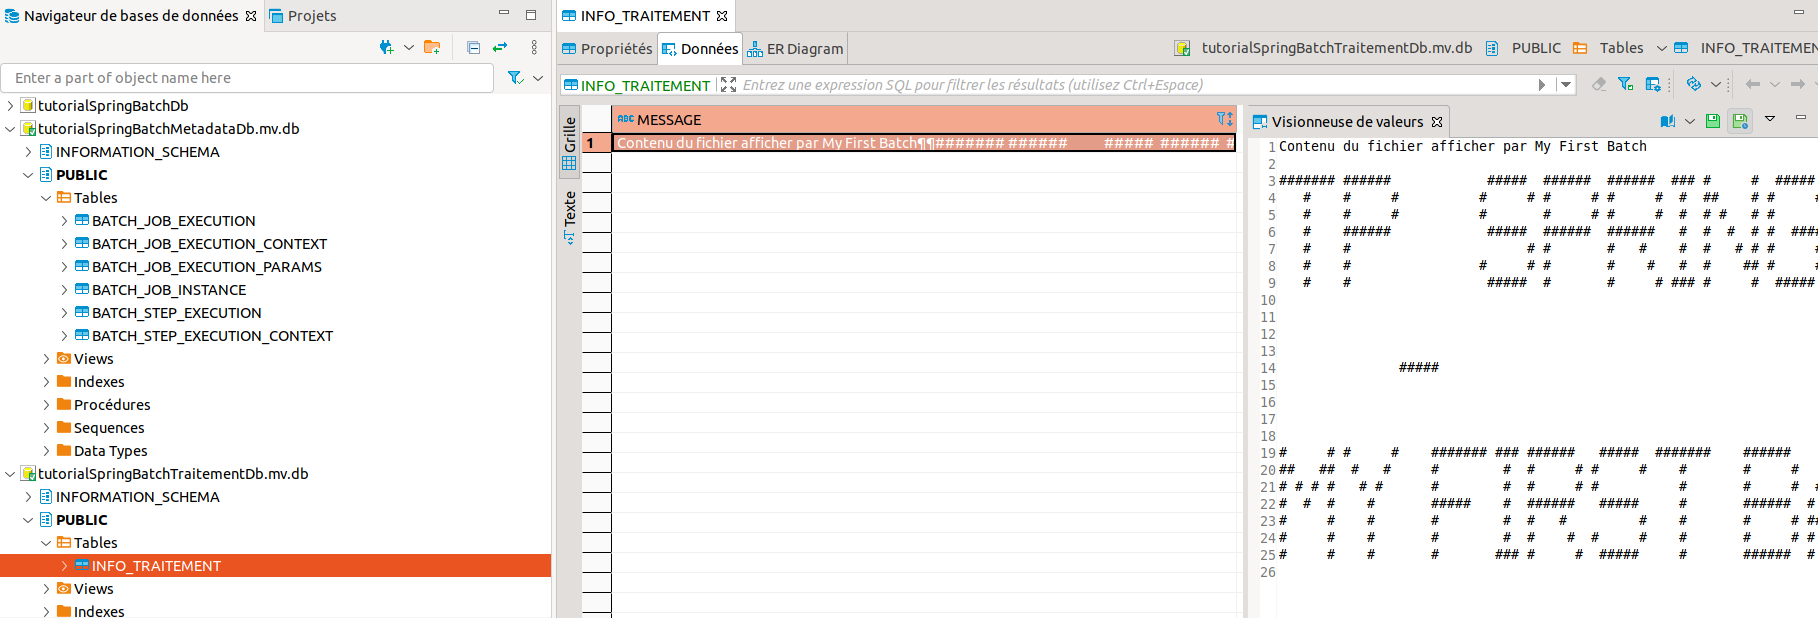 Navigateur de bases de données
Projets
Enter a part of object name here
tutorialSpringBatchDb
tutorialSpringBatchMetadataDb.mv.db
INFORMATION_SCHEMA
PUBLIC
Tables
BATCH_JOB_EXECUTION
BATCH_JOB_EXECUTION_CONTEXT
BATCH_JOB_EXECUTION_PARAMS
BATCH_JOB_INSTANCE
BATCH_STEP_EXECUTION
BATCH_STEP_EXECUTION_CONTEXT
Views
Indexes
Procédures
Sequences
Data Types
tutorialSpringBatchTraitementDb.mv.db
INFORMATION_SCHEMA
PUBLIC
Tables
INFO_TRAITEMENT
Views
Indexes
INFO_TRAITEMENT
Propriétés
Données
ER Diagram
tutorialSpringBatchTraitementDb.mv.db
PUBLIC
Tables
INFO_TRAITEMEN
INFO_TRAITEMENT
Entrez une expression SQL pour filtrer les résultats (utilisez Ctrl+Espace)
Grille
Texte
ABC MESSAGE
1 Contenu du fichier afficher par My First Batch¶¶####### ###### ##### ###### #
Visionneuse de valeurs
1 Contenu du fichier afficher par My First Batch
2
3 ####### ###### ##### ###### ###### ### # # #####
4 # # # # # # # # # # ## # # #
5 # # # # # # # # # # # # # #
6 # ###### ##### ###### ###### # # # # # ####
7 # # # # # # # # # # # #
8 # # # # # # # # # ## # #
9 # # ##### # # # ### # # #####
10
11
12
13
14 #####
15
16
17
18
19 # # # # ####### ### ###### ##### ####### ######
20 ## ## # # # # # # # # # # #
21 # # # # # # # # # # # # # # #
22 # # # # ##### # ###### ##### # ###### #
23 # # # # # # # # # # # ##
24 # # # # # # # # # # # # #
25 # # # # ### # # ##### # ###### #
26